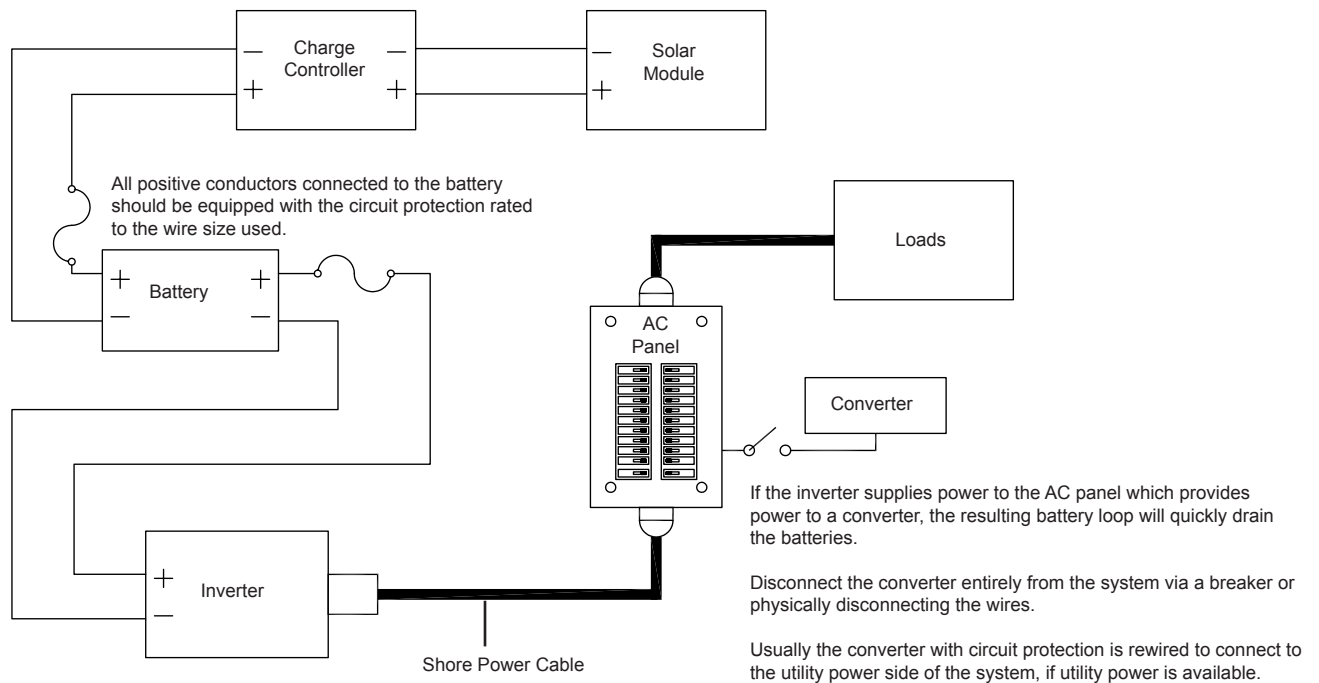 Charge
Controller
Solar
Module
All positive conductors connected to the battery
should be equipped with the circuit protection rated
to the wire size used.
Loads
Battery
AC
Panel
Converter
If the inverter supplies power to the AC panel which provides
power to a converter, the resulting battery loop will quickly drain
the batteries.
Disconnect the converter entirely from the system via a breaker or
physically disconnecting the wires.
Usually the converter with circuit protection is rewired to connect to
the utility power side of the system, if utility power is available.
Inverter
Shore Power Cable